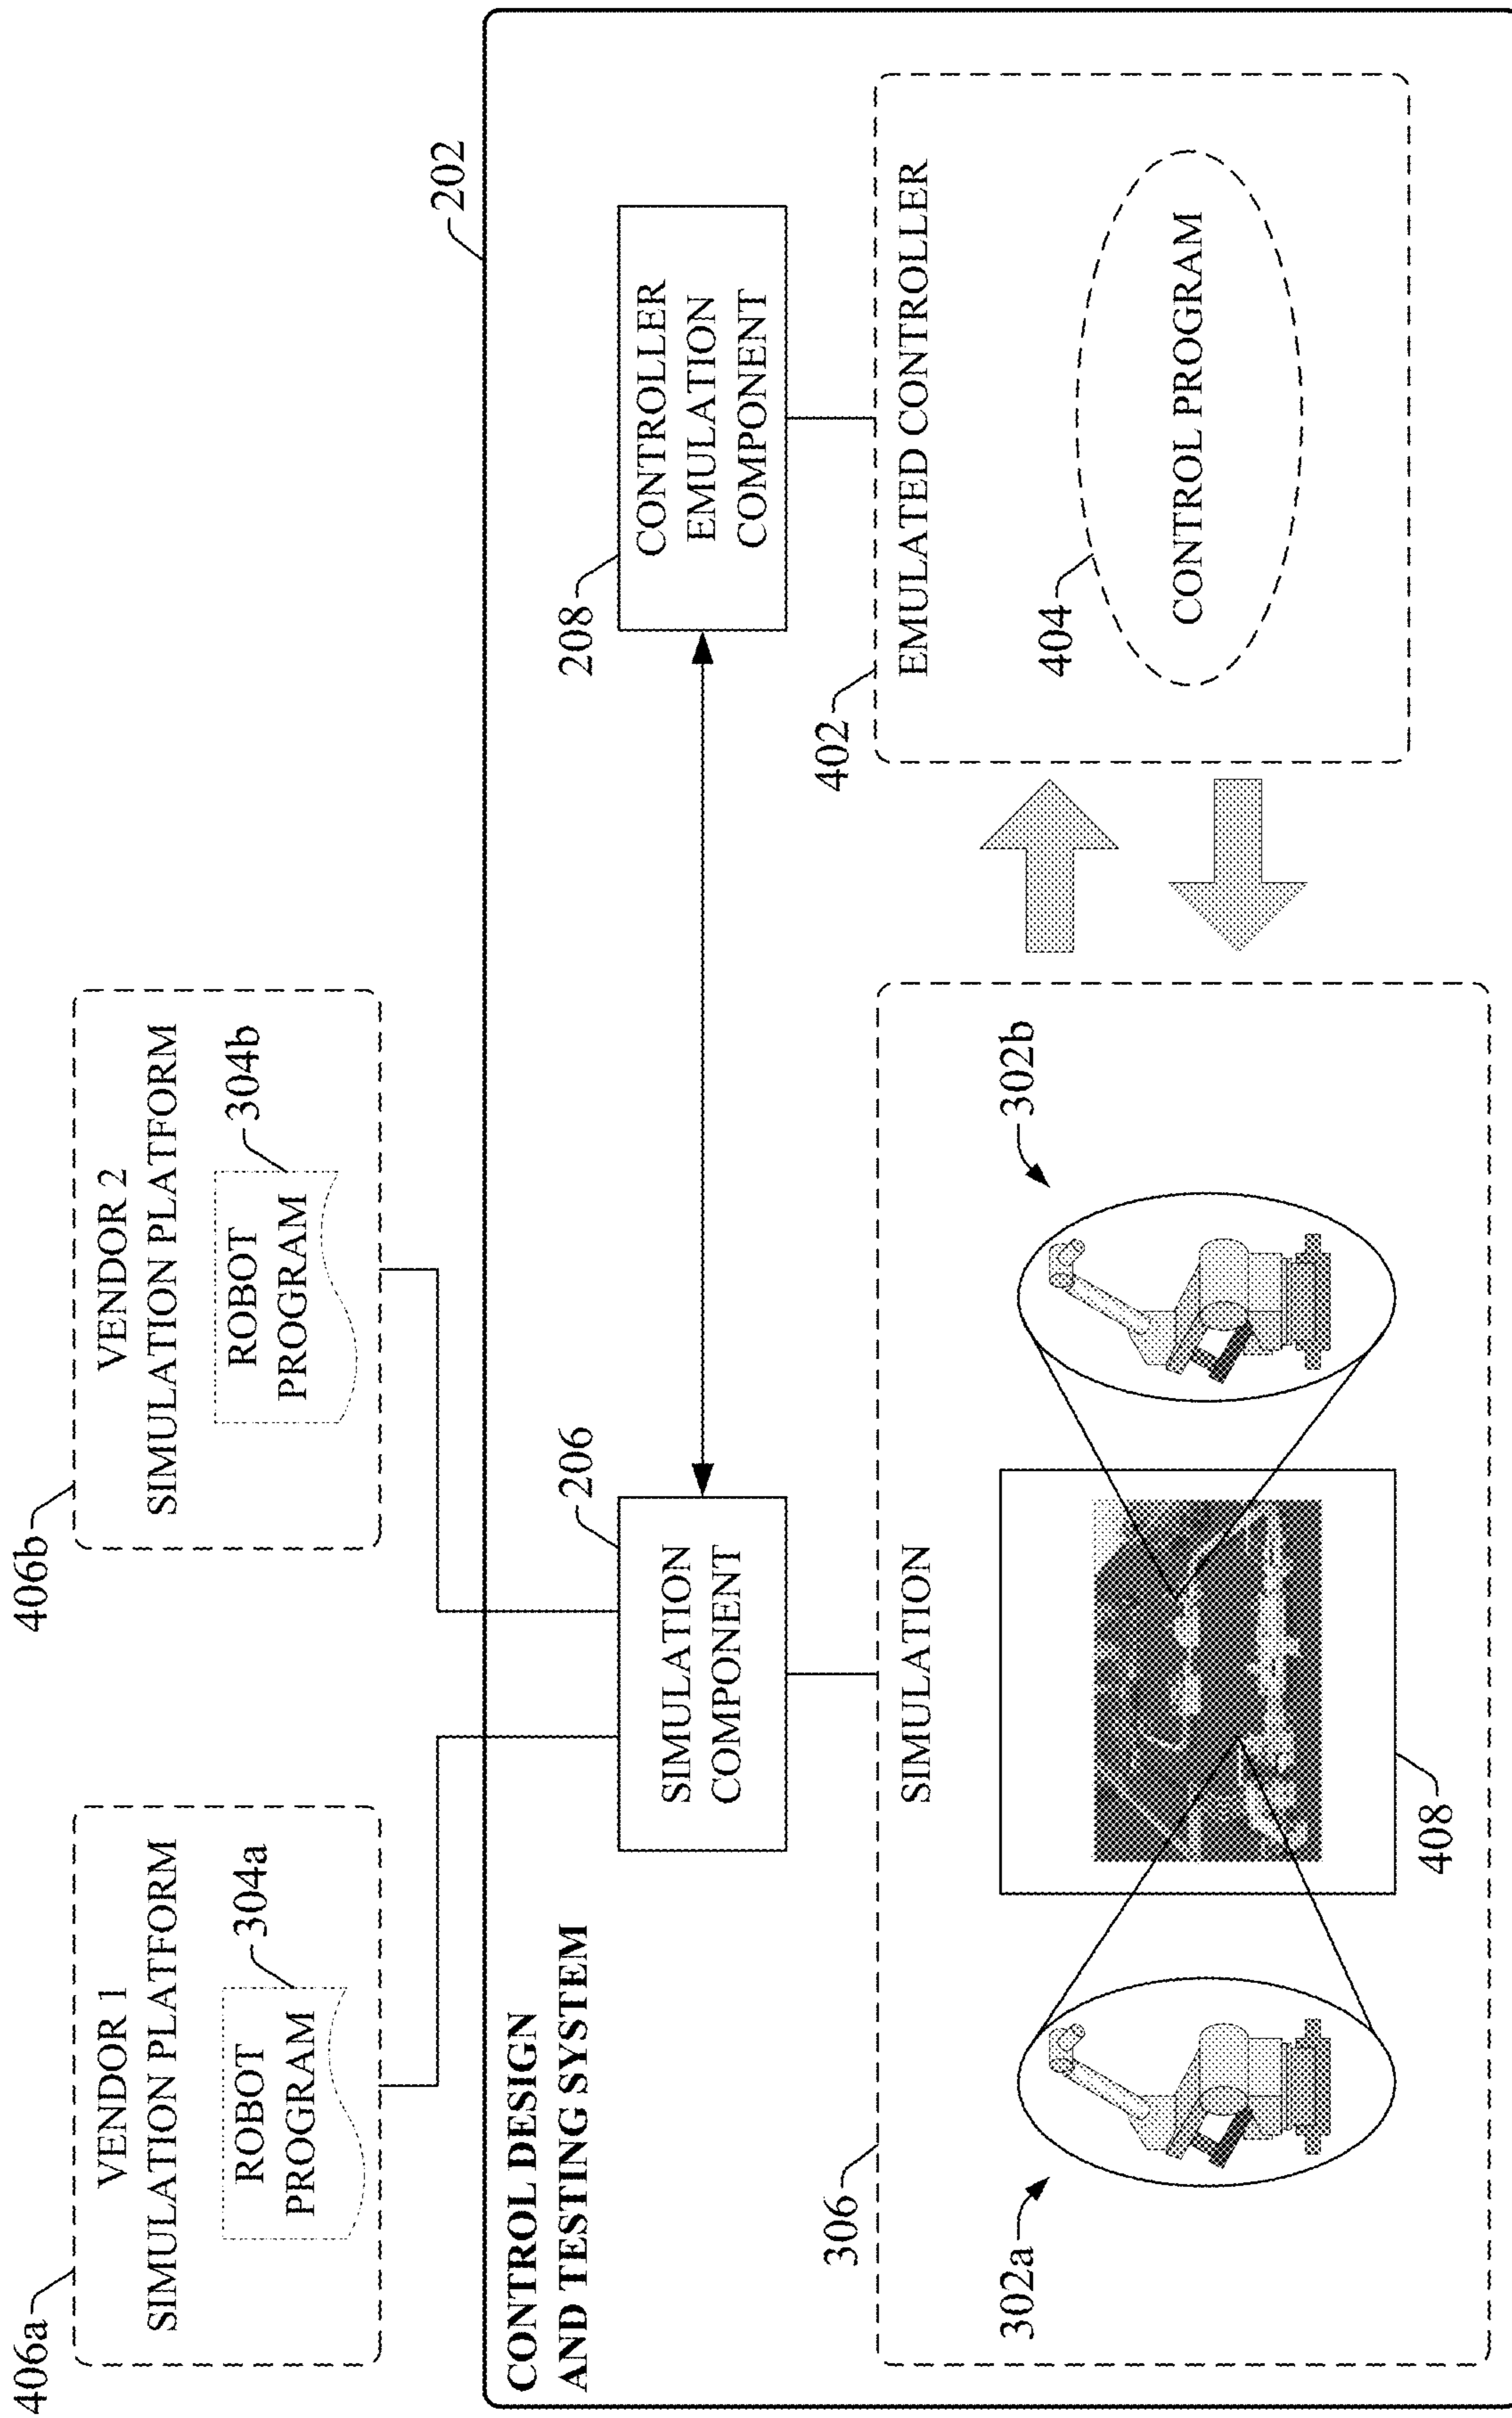 406a
VENDOR 1
SIMULATION PLATFORM
ROBOT
PROGRAM
304a
406b
VENDOR 2
SIMULATION PLATFORM
ROBOT
PROGRAM
304b
202
CONTROL DESIGN
AND TESTING SYSTEM
206
SIMULATION
COMPONENT
208
CONTROLLER
EMULATION
COMPONENT
306
SIMULATION
302a
302b
408
402
EMULATED CONTROLLER
404
CONTROL PROGRAM